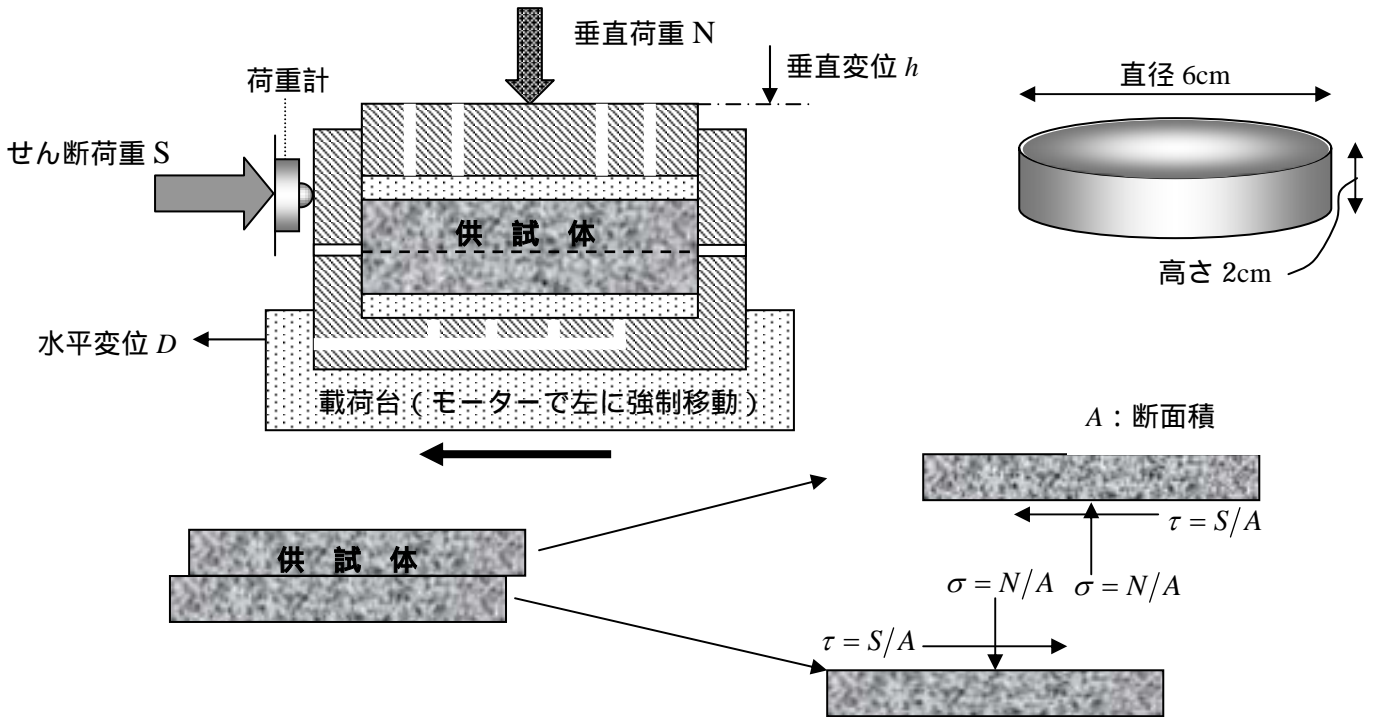 垂直荷重 N
垂直変位 h
荷重計
せん断荷重 S
供 試 体
水平変位 D
載荷台（モーターで左に強制移動）
直径 6cm
高さ 2cm
A：断面積
供 試 体
τ = S/A
σ = N/A
σ = N/A
τ = S/A